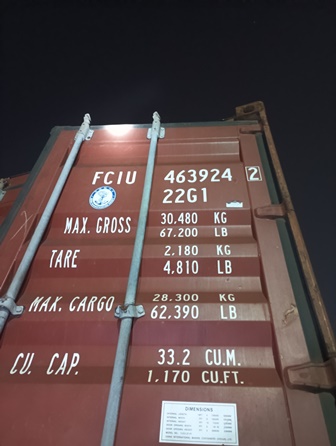 FCIU 463924 2
22G1
MAX. GROSS 30.480 KG
67.200 LB
TARE 2,180 KG
4,810 LB
MAX. CARGO 28,300 KG
62,390 LB
CU. CAP. 33.2 CU.M.
1,170 CU.FT.
DIMENSIONS